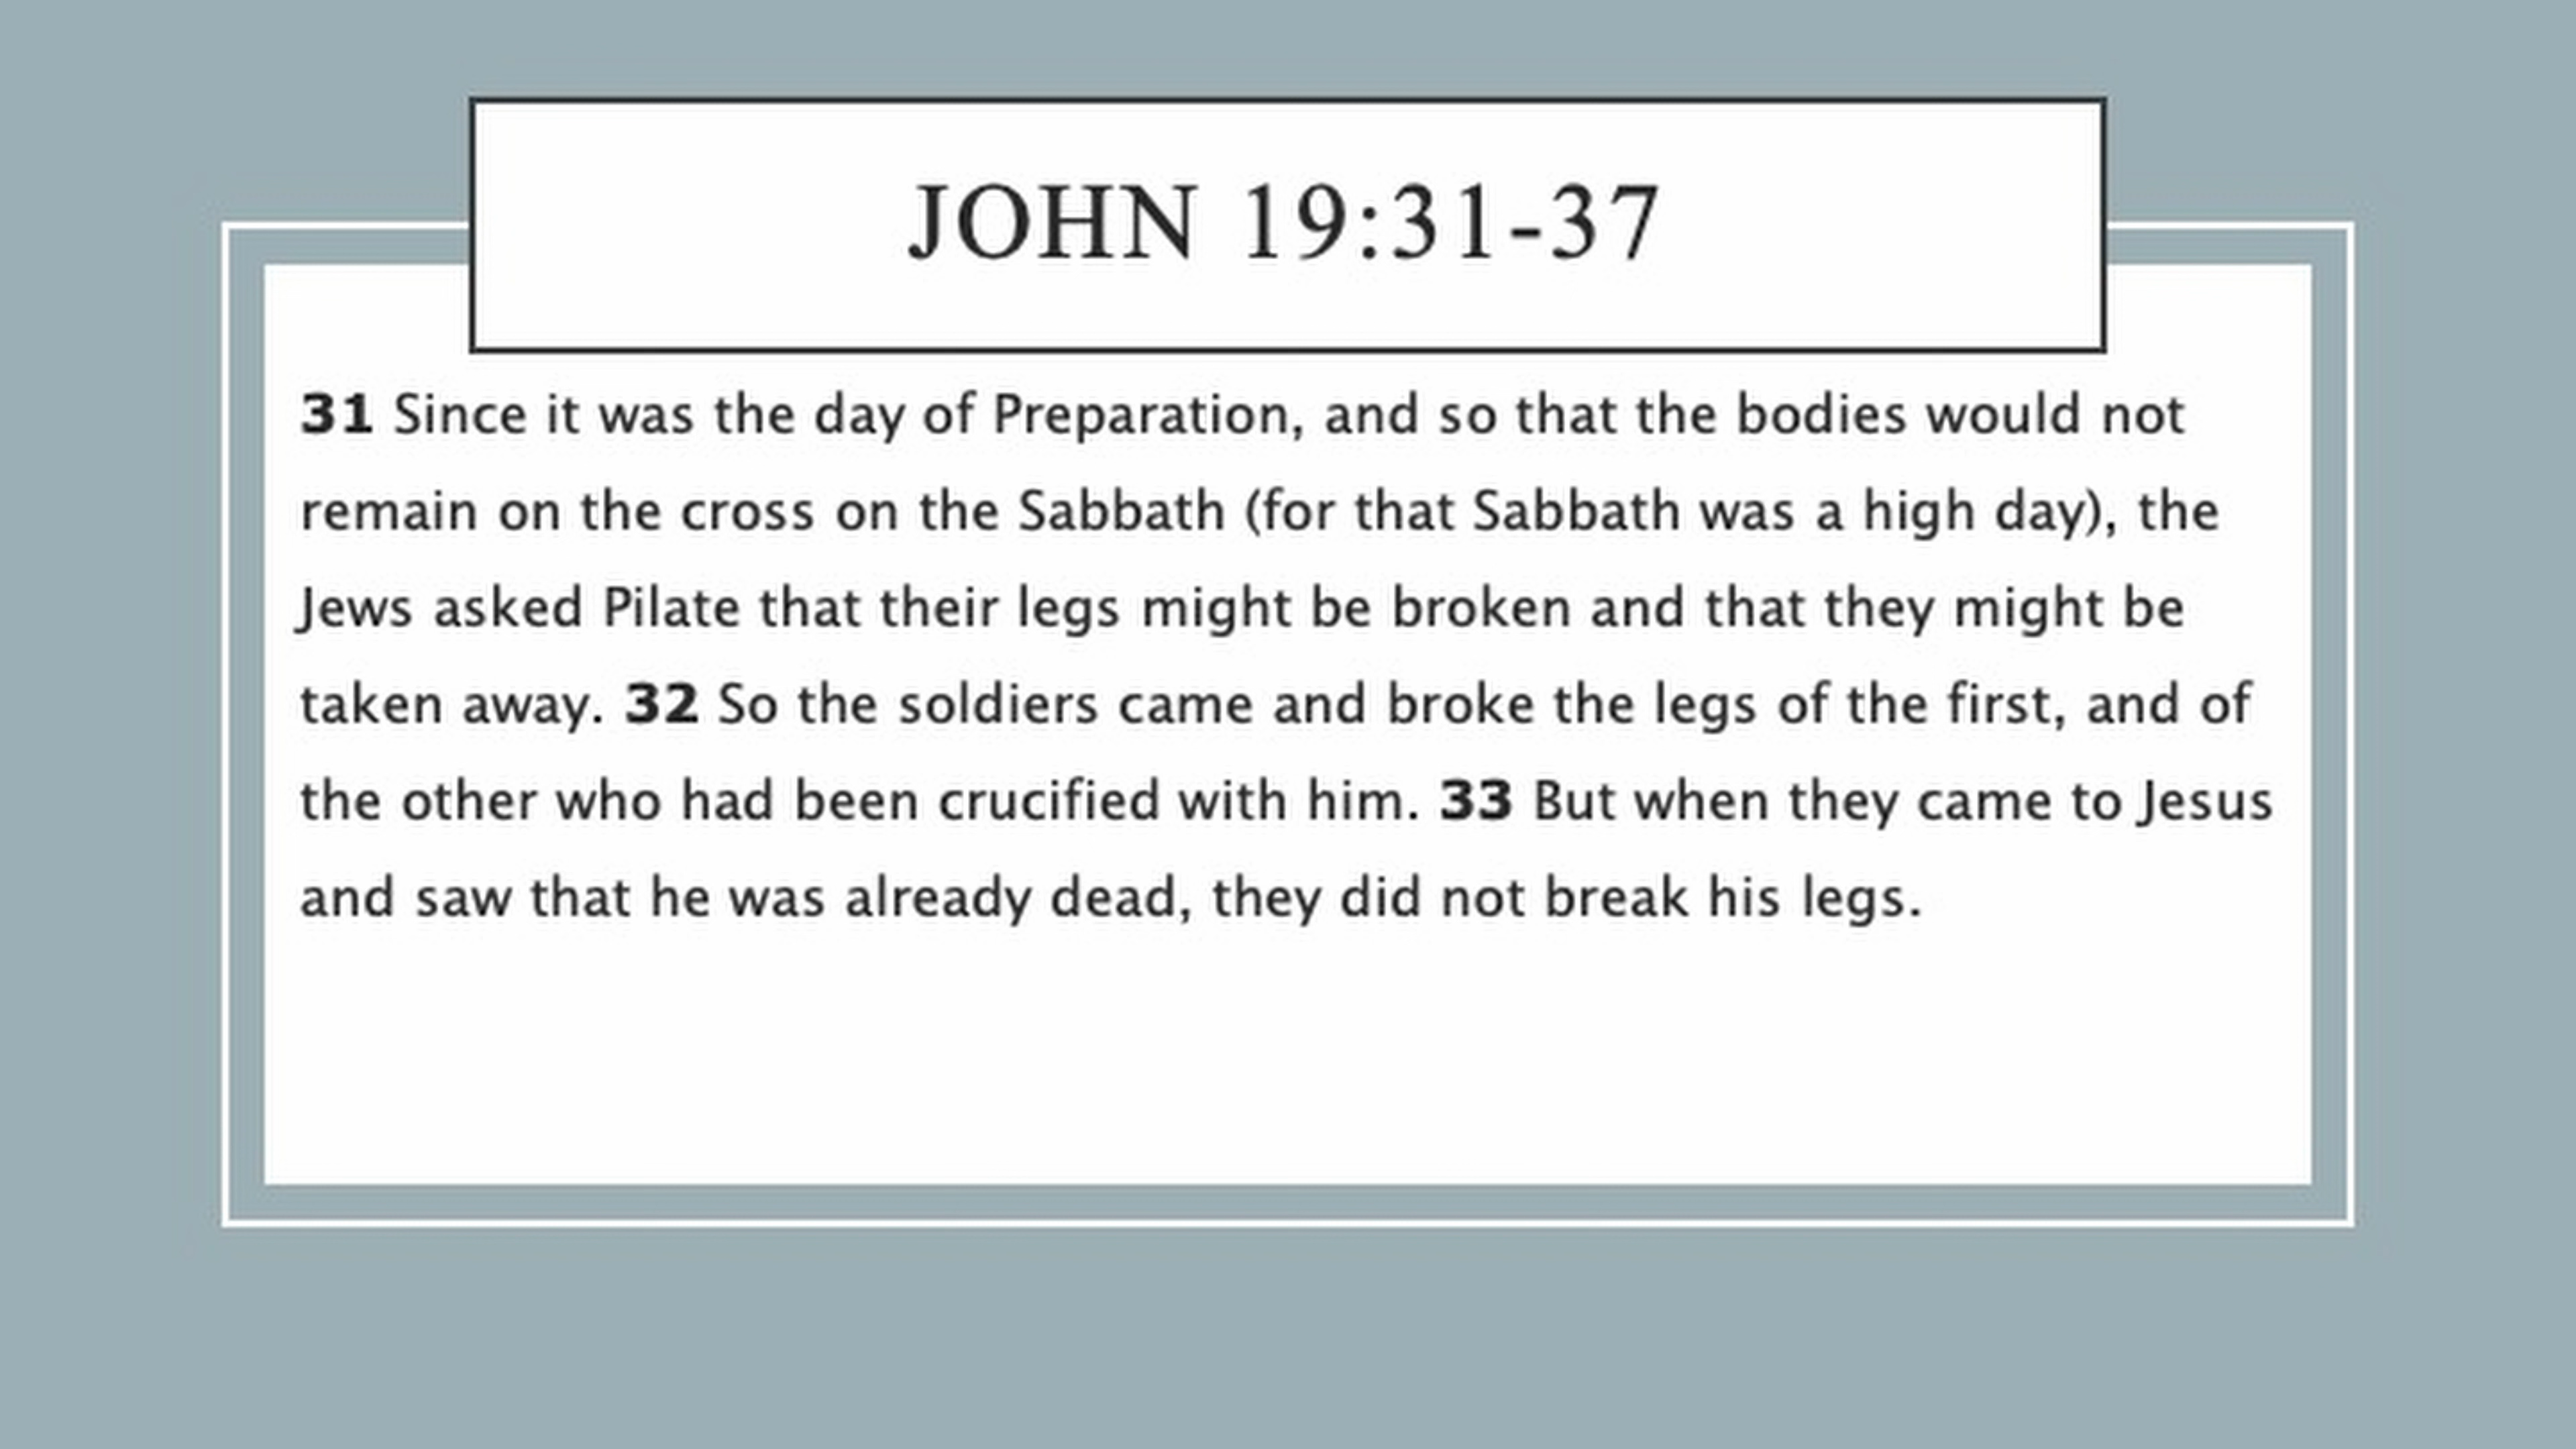 JOHN 19:31-37
31 Since it was the day of Preparation, and so that the bodies would not
remain on the cross on the Sabbath (for that Sabbath was a high day), the
Jews asked Pilate that their legs might be broken and that they might be
taken away. 32 So the soldiers came and broke the legs of the first, and of
the other who had been crucified with him. 33 But when they came to Jesus
and saw that he was already dead, they did not break his legs.